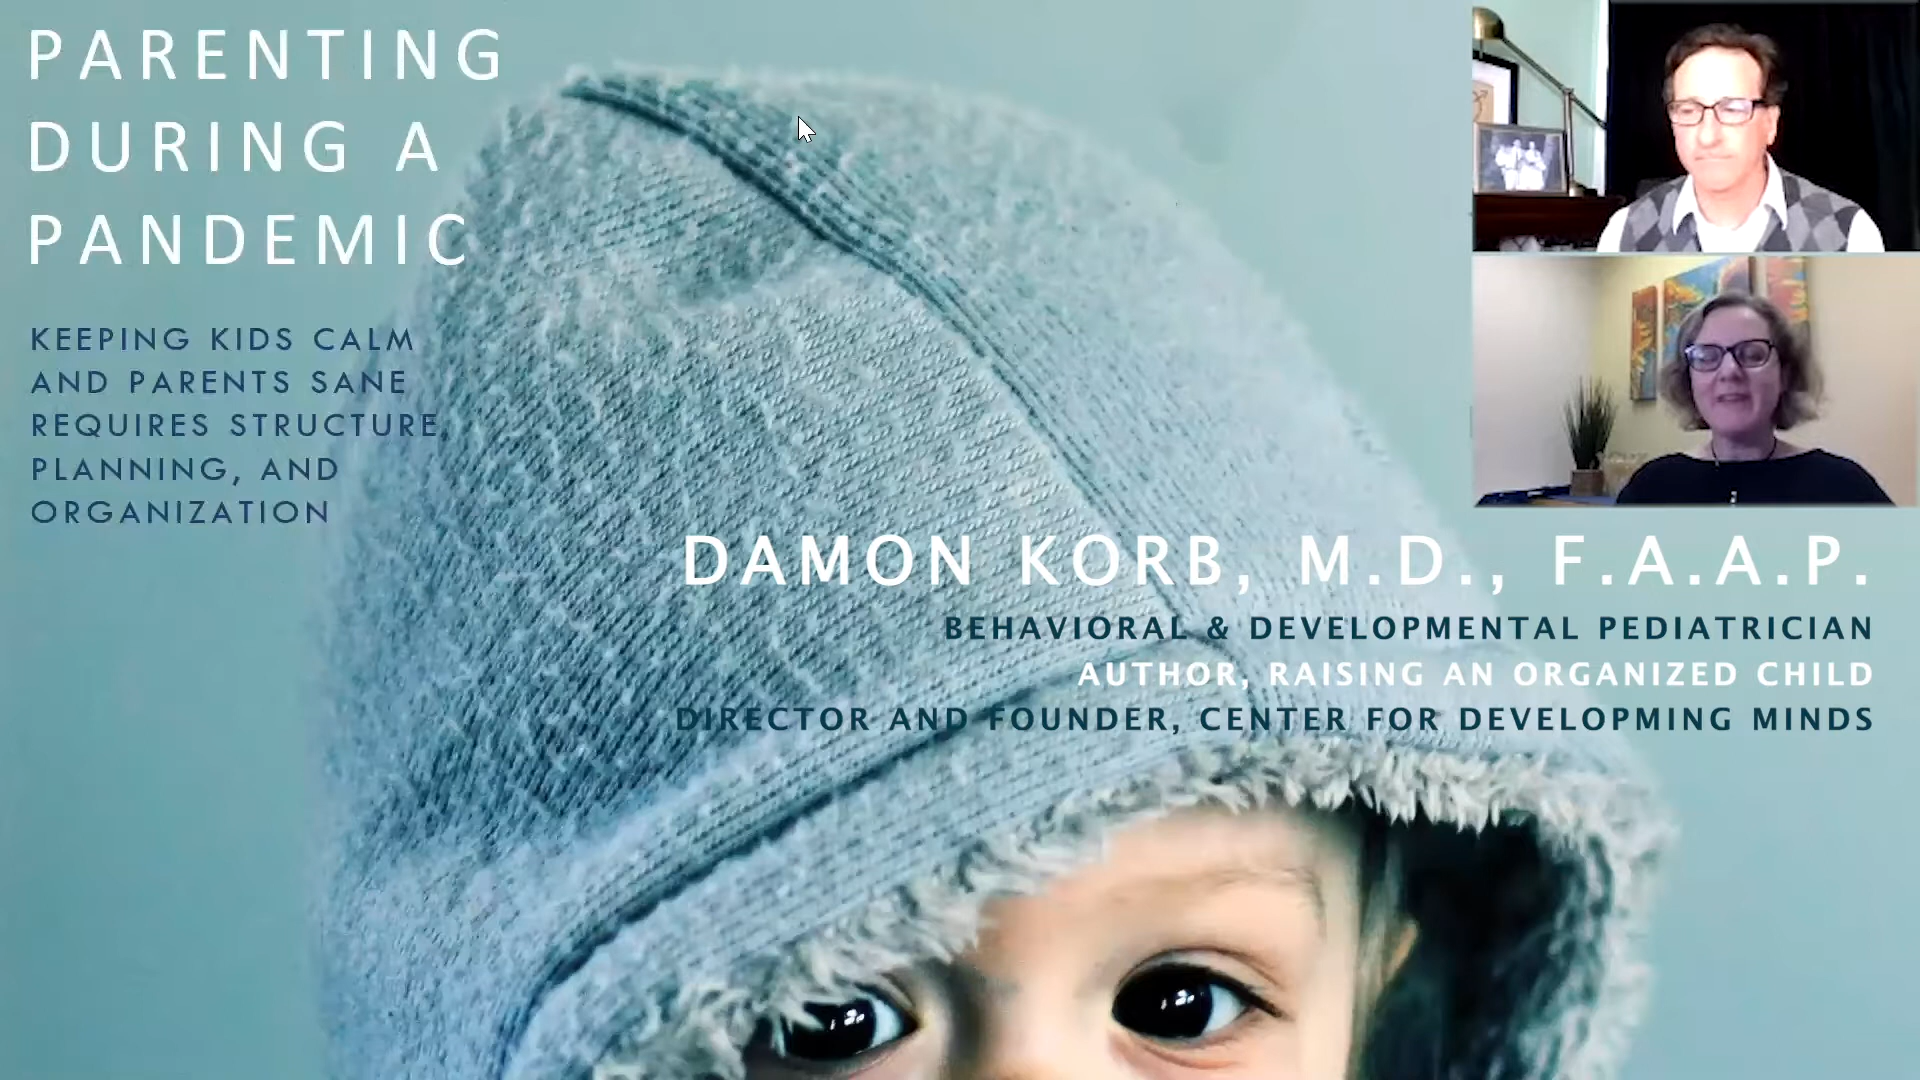 PARENTING
DURING A
PANDEMIC
KEEPING KIDS CALM
AND PARENTS SANE
REQUIRES STRUCTURE,
PLANNING, AND
ORGANIZATION
DAMON KORB, M.D., F.A.A.P.
BEHAVIORAL & DEVELOPMENTAL PEDIATRICIAN
AUTHOR, RAISING AN ORGANIZED CHILD
DIRECTOR AND FOUNDER, CENTER FOR DEVELOPMING MINDS